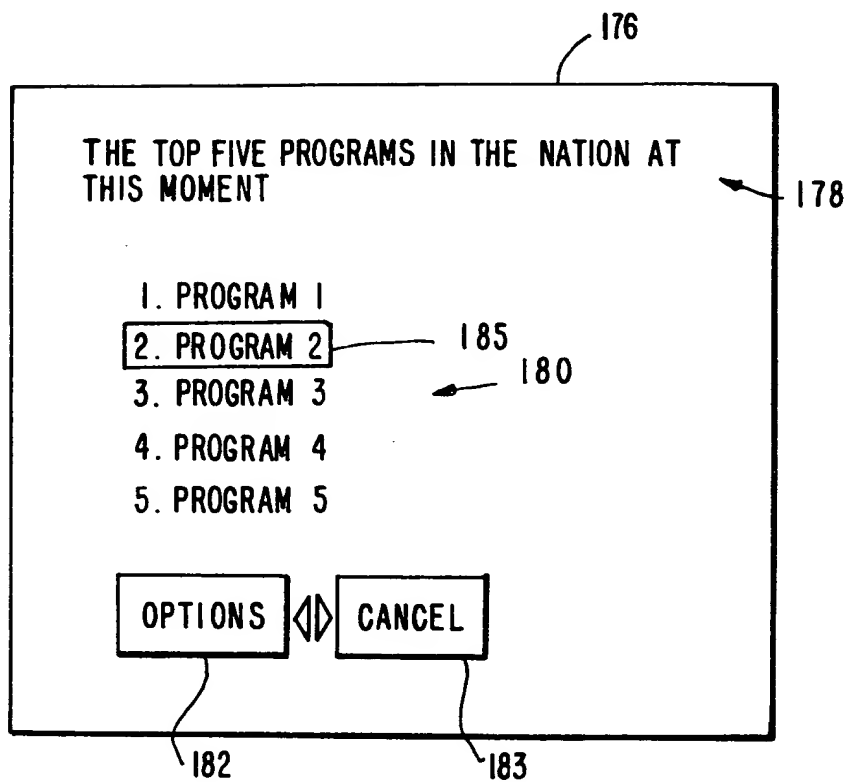 176
THE TOP FIVE PROGRAMS IN THE NATION AT
THIS MOMENT
178
1. PROGRAM 1
2. PROGRAM 2
185
180
3. PROGRAM 3
4. PROGRAM 4
5. PROGRAM 5
OPTIONS
CANCEL
182
183